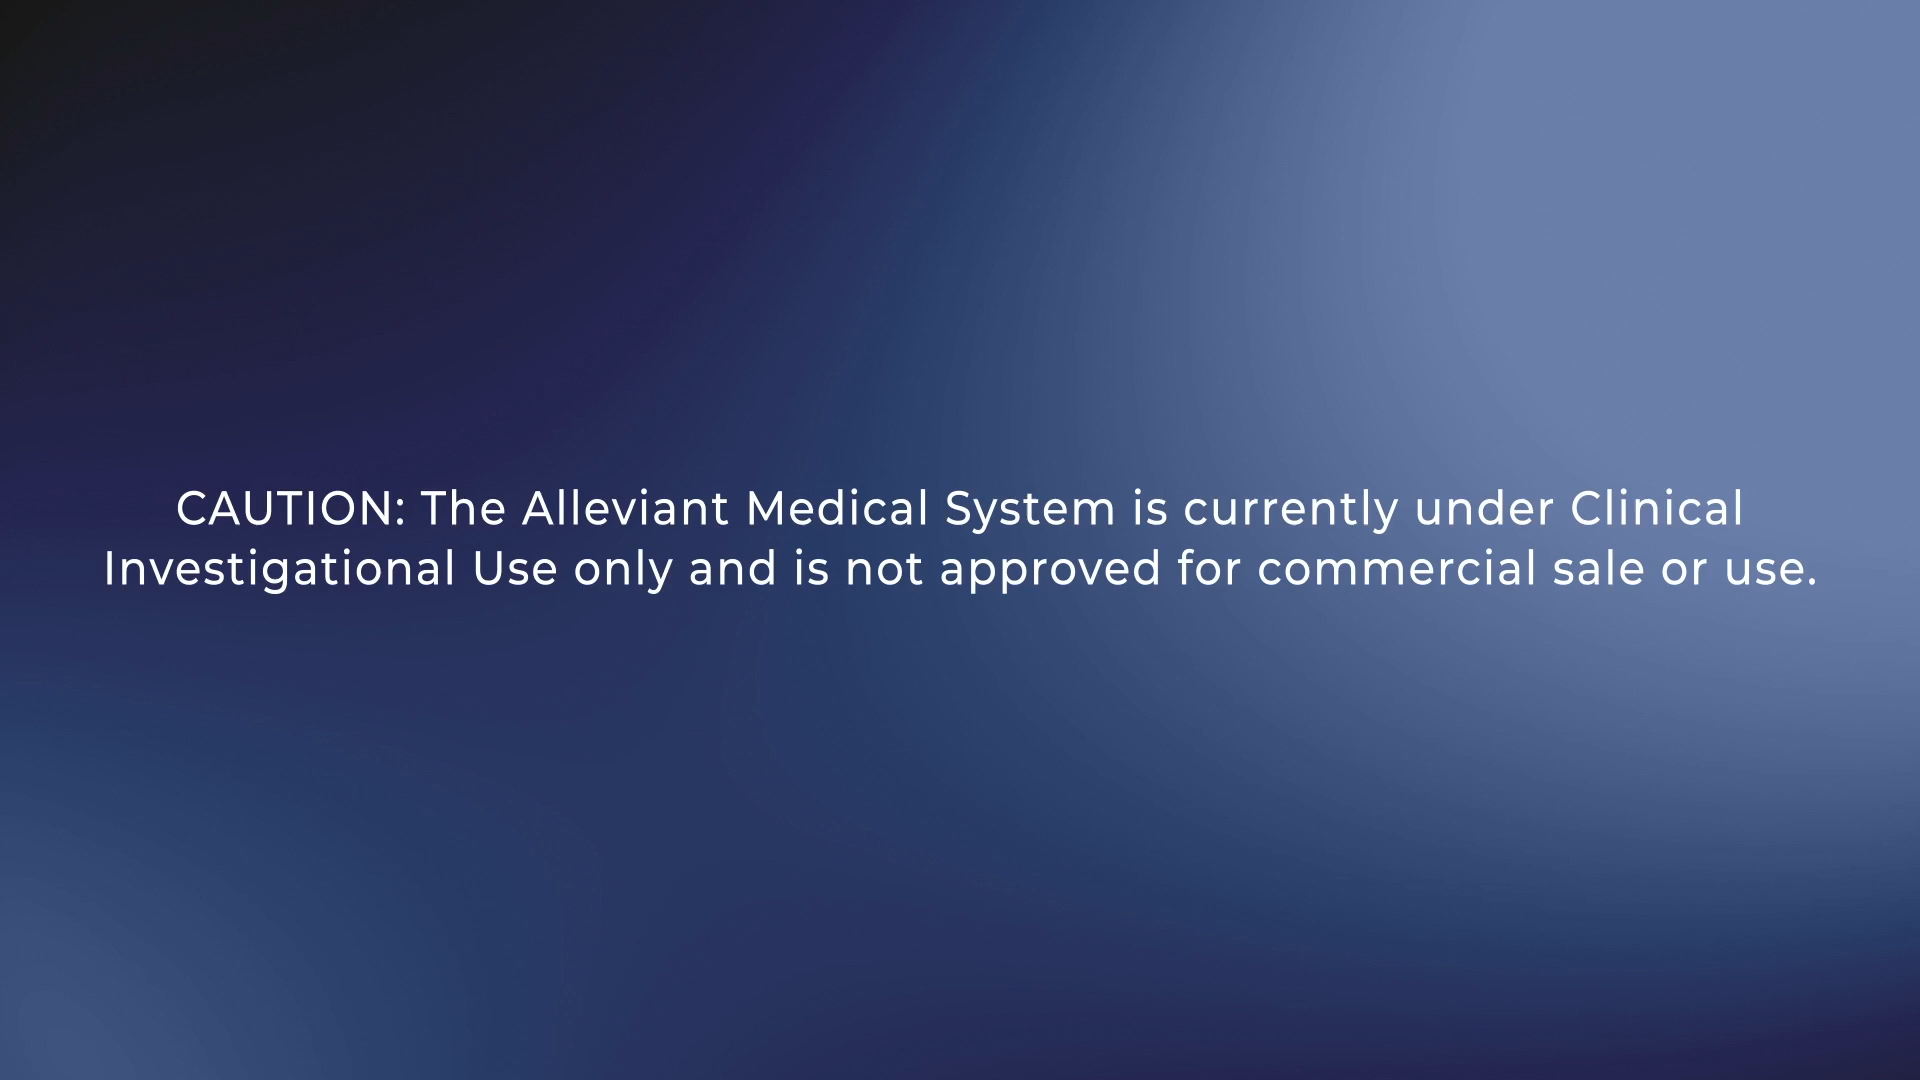 CAUTION: The Alleviant Medical System is currently under Clinical
Investigational Use only and is not approved for commercial sale or use.